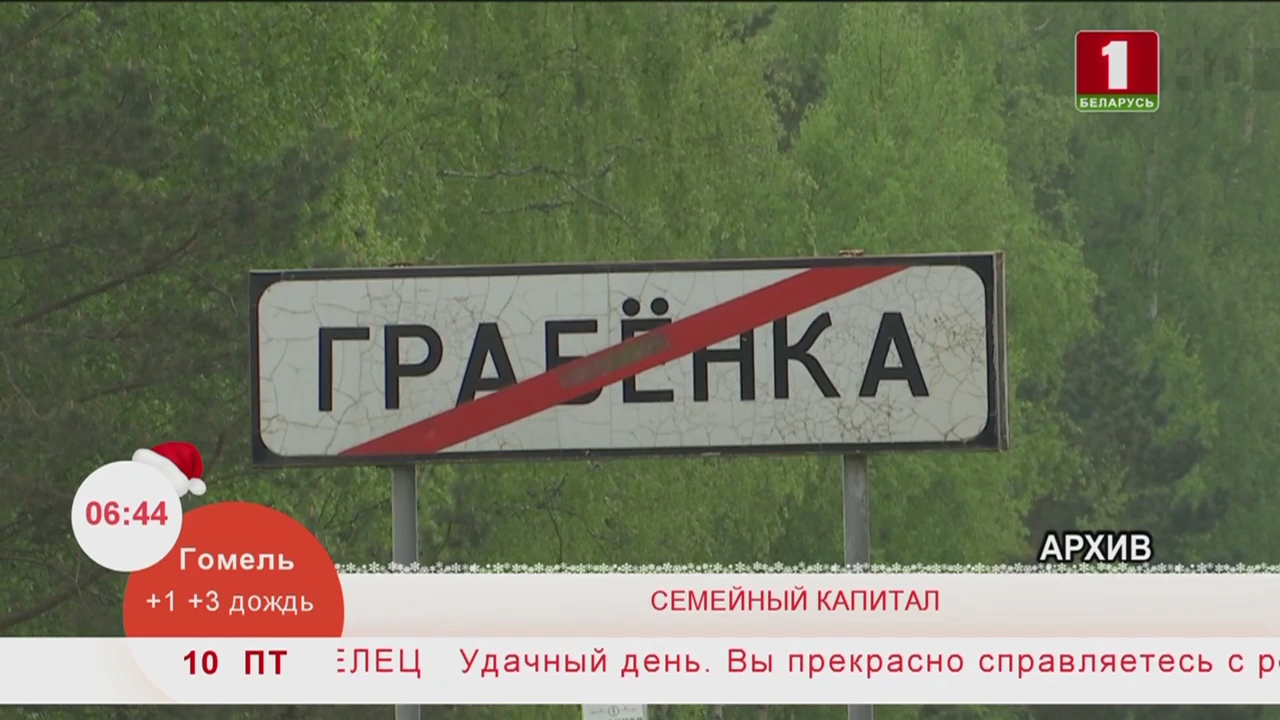 1
БЕЛАРУСЬ
ГРАБЁНКА
06:44
Гомель
+1 +3 дождь
АРХИВ
СЕМЕЙНЫЙ КАПИТАЛ
10 ПТ
Удачный день. Вы прекрасно справляетесь с